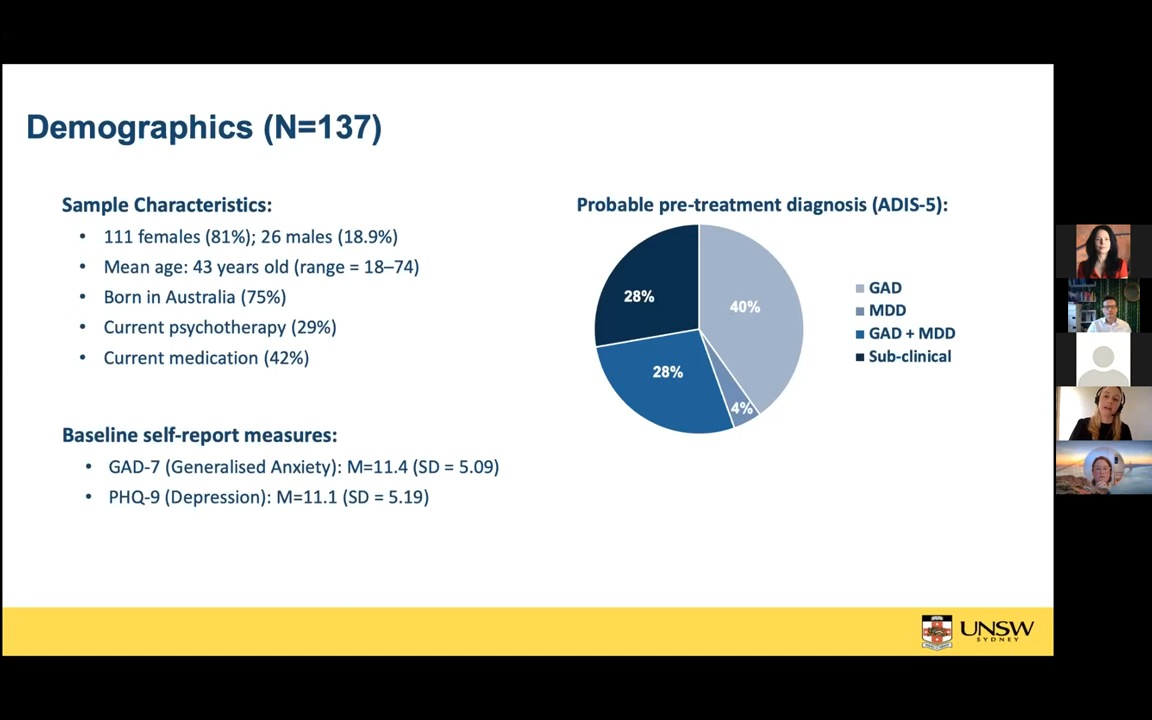 Demographics (N=137)
Sample Characteristics:
• 111 females (81%); 26 males (18.9%)
• Mean age: 43 years old (range = 18–74)
• Born in Australia (75%)
• Current psychotherapy (29%)
• Current medication (42%)
Baseline self-report measures:
• GAD-7 (Generalised Anxiety): M=11.4 (SD = 5.09)
• PHQ-9 (Depression): M=11.1 (SD = 5.19)
Probable pre-treatment diagnosis (ADIS-5):
28%
40%
28%
4%
GAD
MDD
GAD + MDD
Sub-clinical
UNSW
SYDNEY